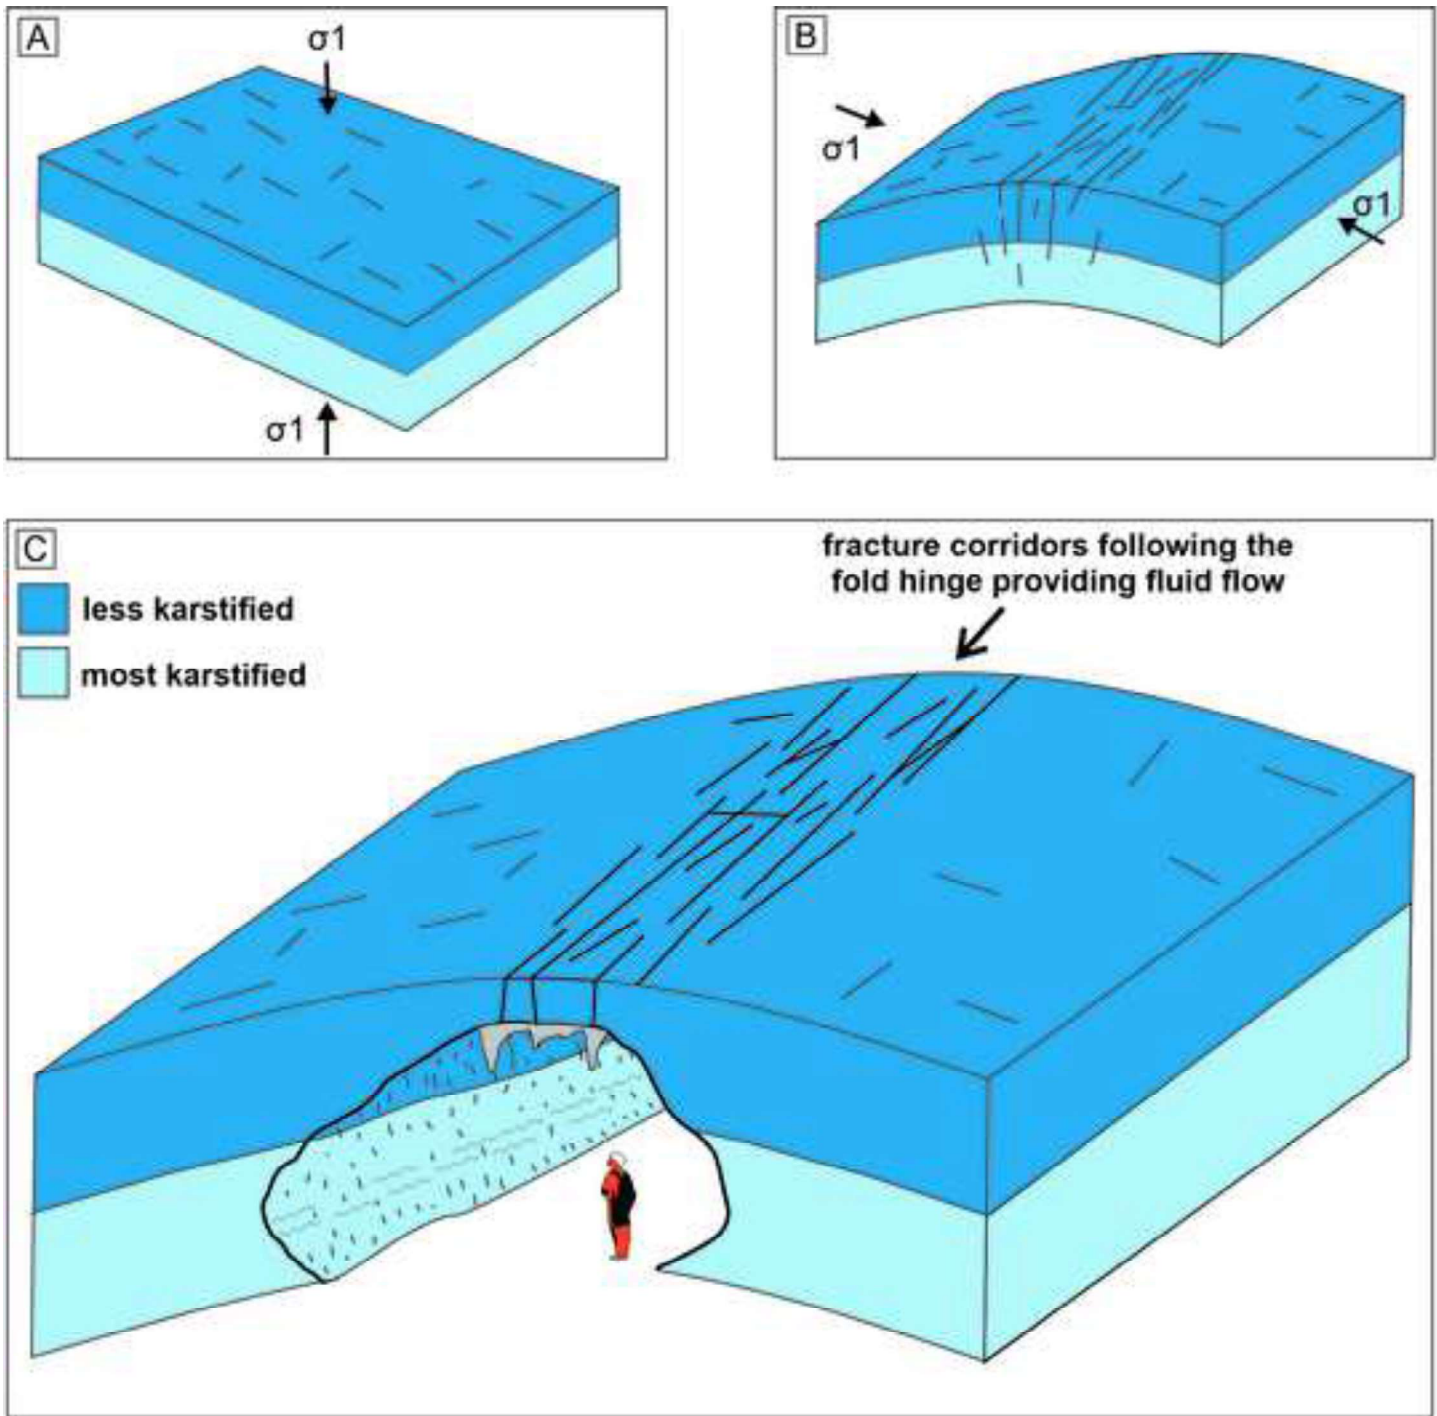 A
σ1
σ1
B
σ1
σ1
C
fracture corridors following the
fold hinge providing fluid flow
less karstified
most karstified